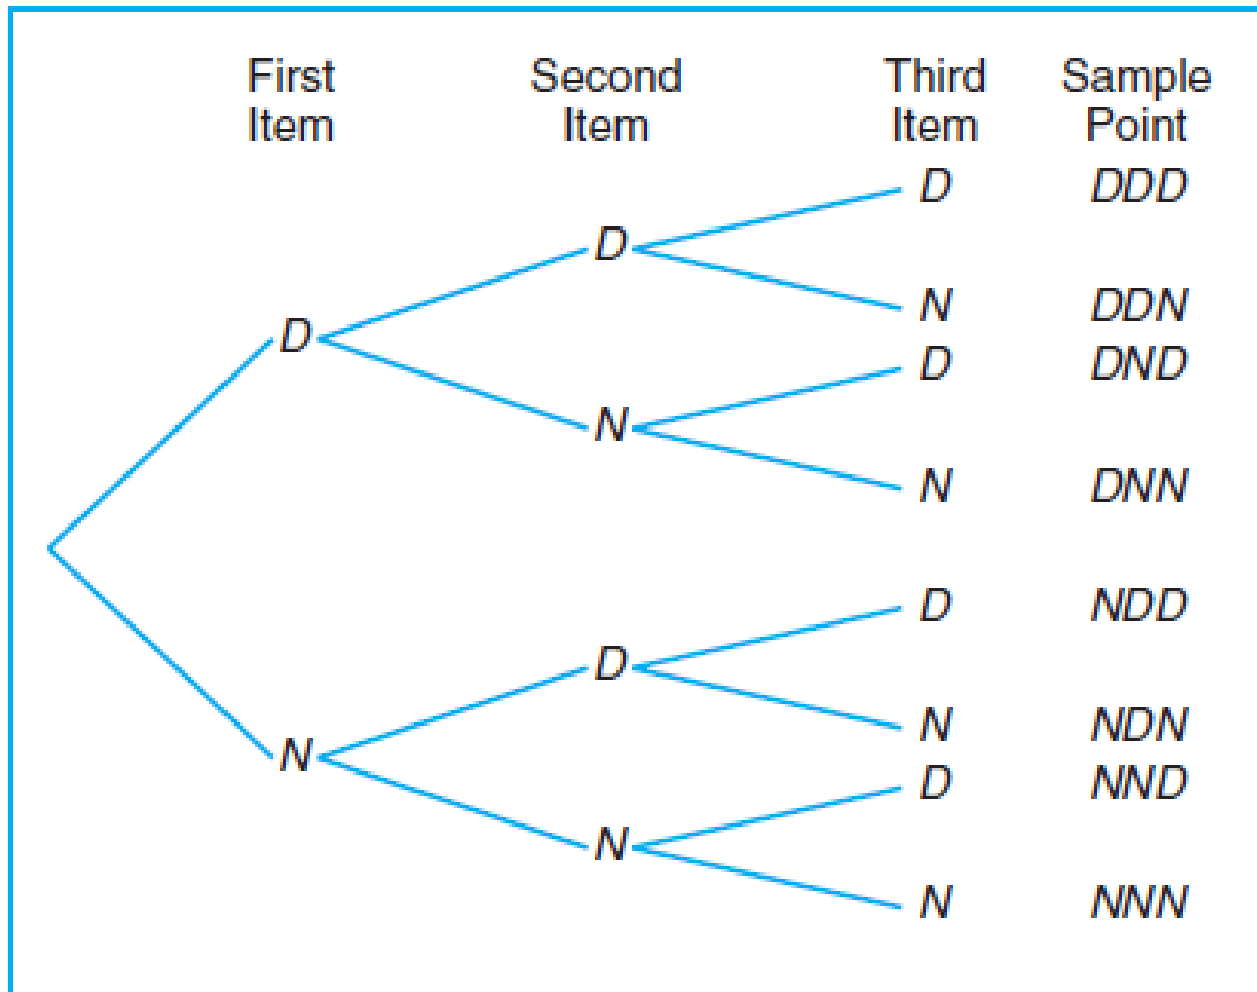 First Second Third Sample
Item Item Item Point
D DDD
D
N DDN
D
D DND
N
N DNN
D NDD
D
N NDN
N
D NND
N
N NNN